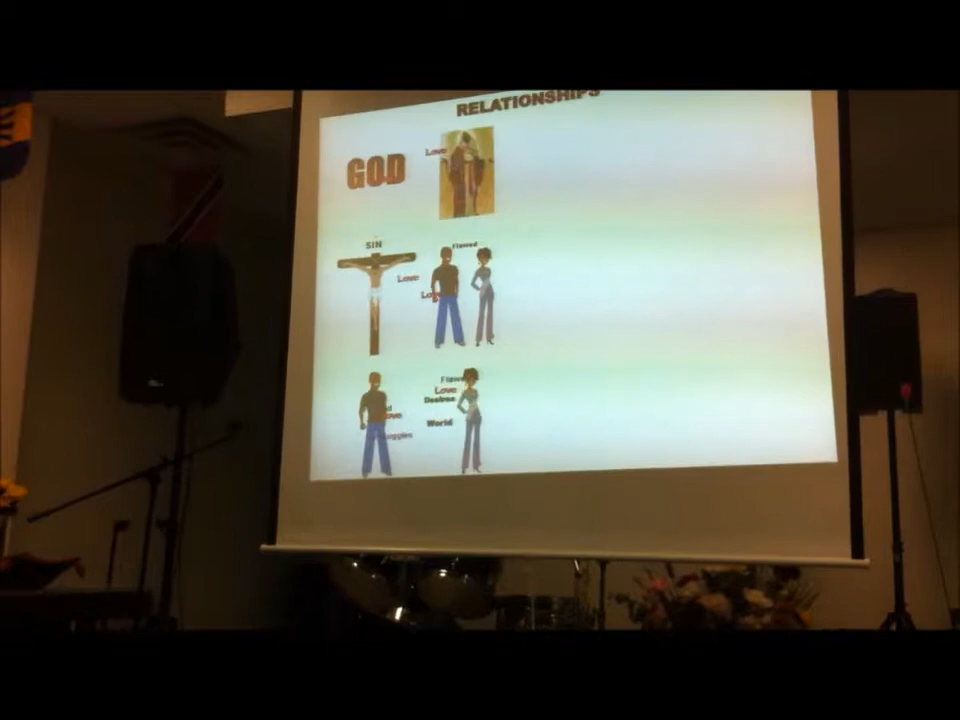 RELATIONSHIPS
GOD
Love
SIN
Flawed
Love
Flawed
Love
Desires
World